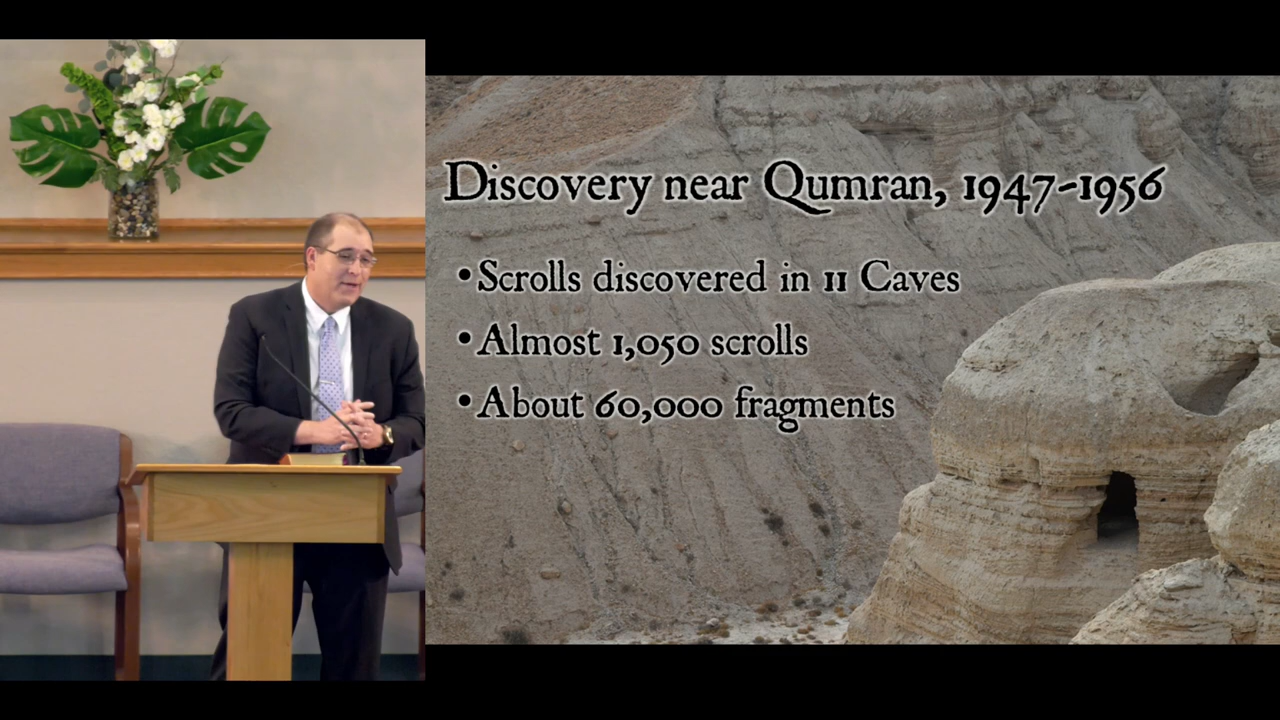 Discovery near Qumran, 1947-1956
•Scrolls discovered in 11 Caves
•Almost 1,050 scrolls
•About 60,000 fragments